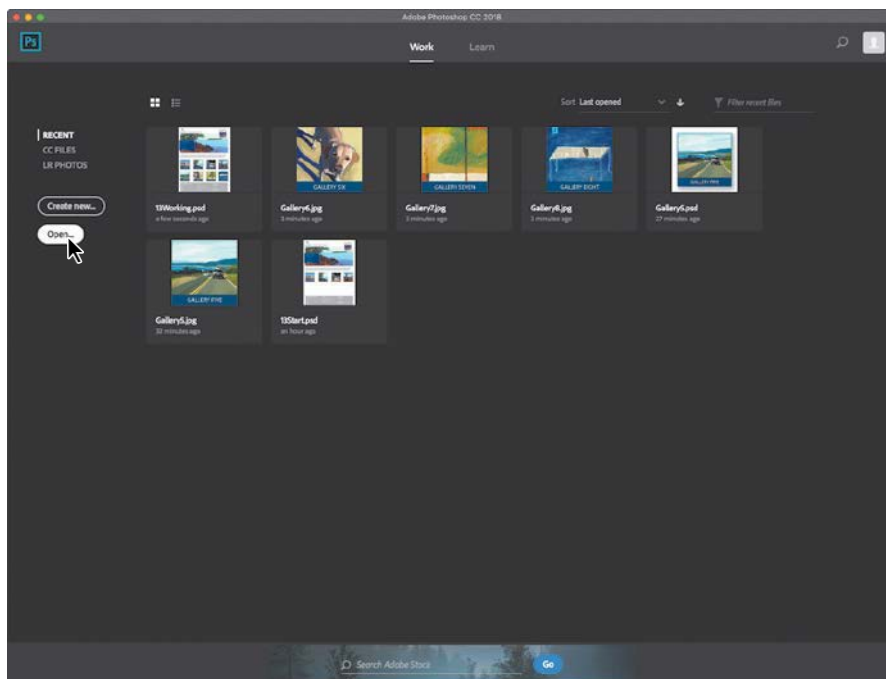 Adobe Photoshop CC 2018
Ps
Work Learn
Sort Last opened Filter recent files
RECENT
CC FILES
LR PHOTOS
Create new...
Open...
GALLERY SIX
GALLERY SEVEN
GALLERY EIGHT
GALLERY FIVE
13Working.psd
a few seconds ago
Gallery6.jpg
3 minutes ago
Gallery7.jpg
3 minutes ago
Gallery8.jpg
3 minutes ago
Gallery5.psd
27 minutes ago
GALLERY FIVE
Gallery5.jpg
32 minutes ago
13Start.psd
an hour ago
Search Adobe Stock
Go